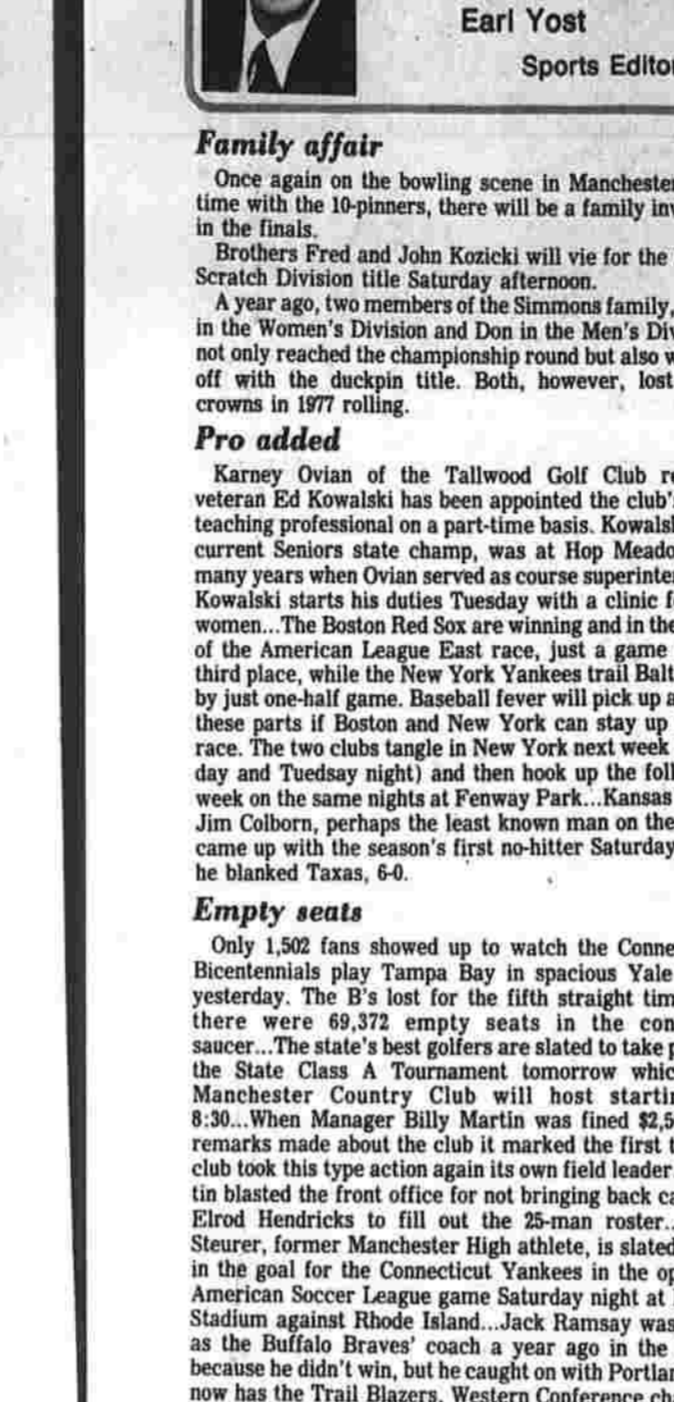 Earl Yost
Sports Editor
Family affair
Once again on the bowling scene in Manchester
time with the 10-pinners, there will be a family inv
in the finals.
Brothers Fred and John Kozicki will vie for the
Scratch Division title Saturday afternoon.
A year ago, two members of the Simmons family,
in the Women's Division and Don in the Men's Div
not only reached the championship round but also w
off with the duckpin title. Both, however, lost
crowns in 1977 rolling.
Pro added
Karney Ovian of the Tallwood Golf Club re
veteran Ed Kowalski has been appointed the club's
teaching professional on a part-time basis. Kowalsk
current Seniors state champ, was at Hop Meado
many years when Ovian served as course superinte
Kowalski starts his duties Tuesday with a clinic f
women...The Boston Red Sox are winning and in the
of the American League East race, just a game
third place, while the New York Yankees trail Balt
by just one-half game. Baseball fever will pick up a
these parts if Boston and New York can stay up
race. The two clubs tangle in New York next week
day and Tuedsay night) and then hook up the foll
week on the same nights at Fenway Park...Kansas
Jim Colborn, perhaps the least known man on the
came up with the season's first no-hitter Saturday
he blanked Taxas, 6-0.
Empty seats
Only 1,502 fans showed up to watch the Conne
Bicentennials play Tampa Bay in spacious Yale
yesterday. The B's lost for the fifth straight tim
there were 69,372 empty seats in the con
saucer...The state's best golfers are slated to take p
the State Class A Tournament tomorrow whic
Manchester Country Club will host startin
8:30...When Manager Billy Martin was fined $2,5
remarks made about the club it marked the first t
club took this type action again its own field leader
tin blasted the front office for not bringing back ca
Elrod Hendricks to fill out the 25-man roster..
Steurer, former Manchester High athlete, is slated
in the goal for the Connecticut Yankees in the op
American Soccer League game Saturday night at
Stadium against Rhode Island...Jack Ramsay was
as the Buffalo Braves' coach a year ago in the
because he didn't win, but he caught on with Portlan
now has the Trail Blazers, Western Conference cha